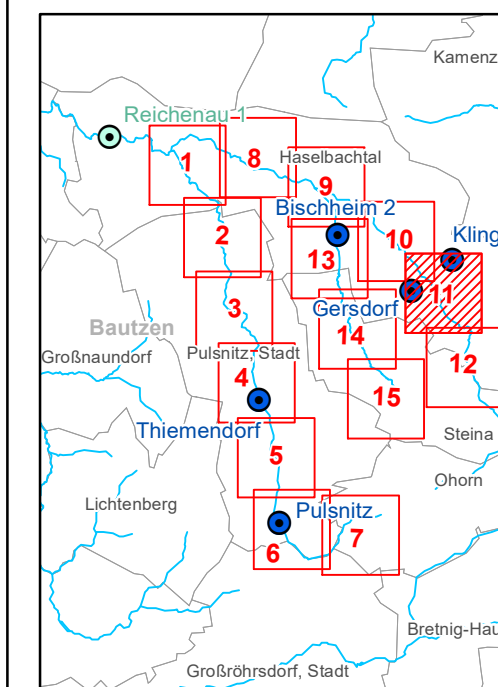 Kamenz
Reichenau 1
1
8
Haselbachtal
9
Bischheim 2
2
10
Kling
13
11
3
Gersdorf
Bautzen
14
Großnaundorf
Pulsnitz, Stadt
12
4
15
Thiemendorf
Steina
5
Ohorn
Lichtenberg
Pulsnitz
6
7
Bretnig-Hau
Großröhrsdorf, Stadt